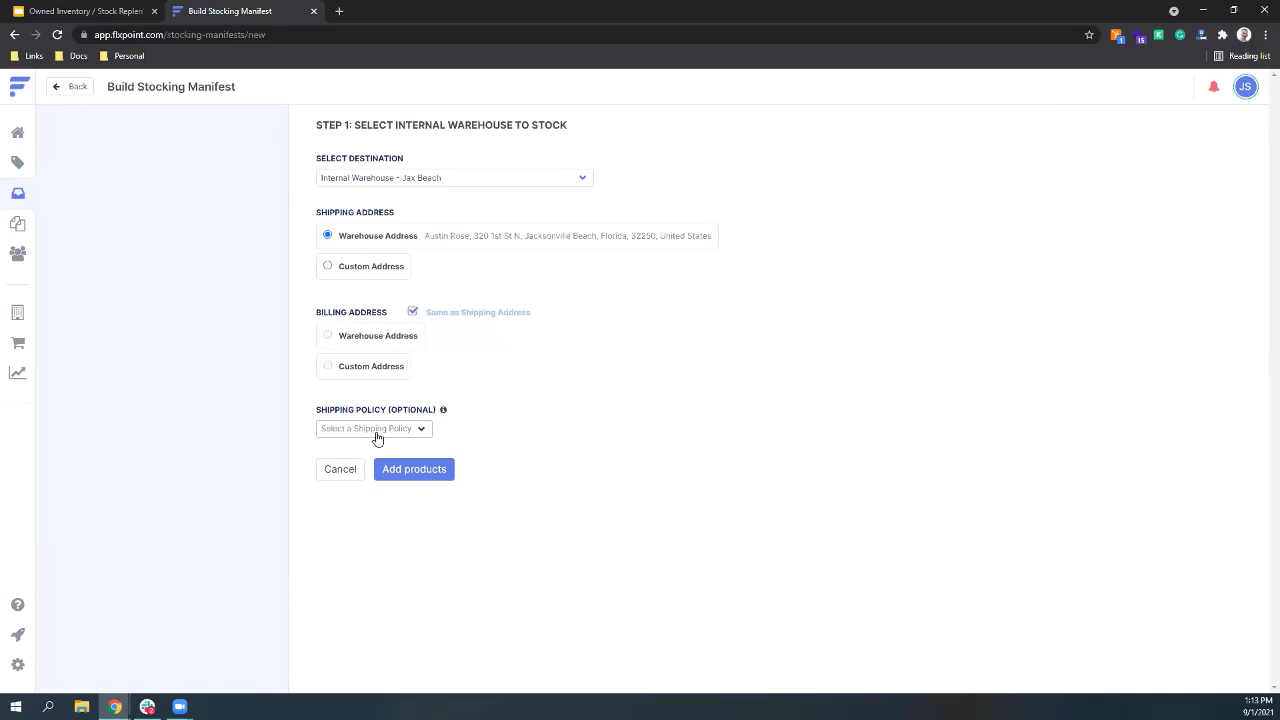 Owned Inventory / Stock Replen
Build Stocking Manifest
app.flxpoint.com/stocking-manifests/new
Links
Docs
Personal
Reading list
Back
Build Stocking Manifest
JS
STEP 1: SELECT INTERNAL WAREHOUSE TO STOCK
SELECT DESTINATION
Internal Warehouse - Jax Beach
SHIPPING ADDRESS
Warehouse Address Austin Rose, 320 1st St N, Jacksonville Beach, Florida, 32250, United States
Custom Address
BILLING ADDRESS Same as Shipping Address
Warehouse Address
Custom Address
SHIPPING POLICY (OPTIONAL)
Select a Shipping Policy
Cancel
Add products
1:13 PM
9/1/2021